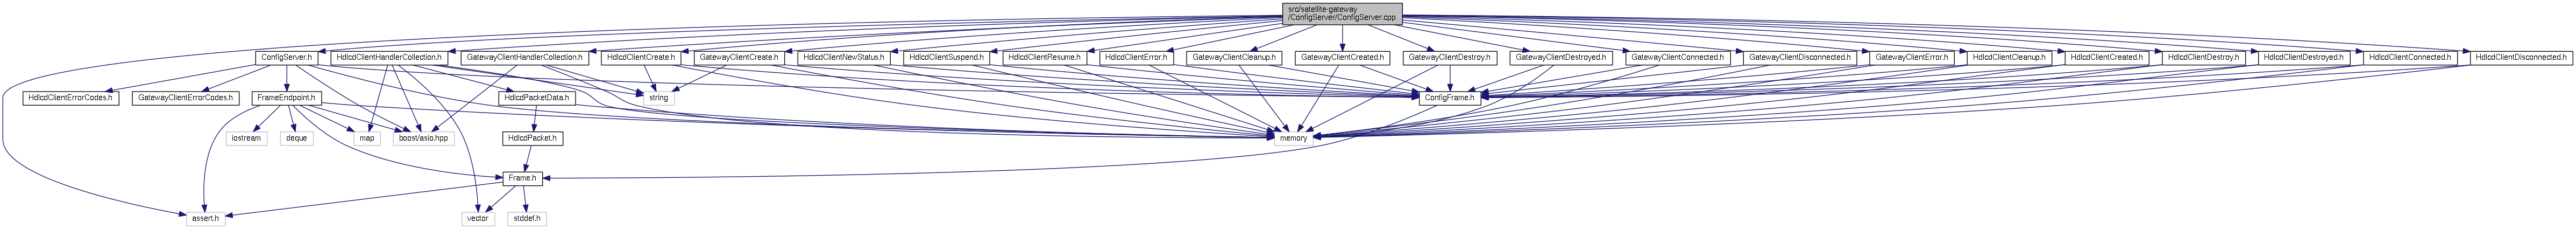 src/satellite-gateway
/ConfigServer/ConfigServer.cpp
ConfigServer.h
HdlcdClientHandlerCollection.h
GatewayClientHandlerCollection.h
HdlcdClientCreate.h
GatewayClientCreate.h
HdlcdClientNewStatus.h
HdlcdClientSuspend.h
HdlcdClientResume.h
HdlcdClientError.h
GatewayClientCleanup.h
GatewayClientCreated.h
GatewayClientDestroy.h
GatewayClientDestroyed.h
GatewayClientConnected.h
GatewayClientDisconnected.h
GatewayClientError.h
HdlcdClientCleanup.h
HdlcdClientCreated.h
HdlcdClientDestroy.h
HdlcdClientDestroyed.h
HdlcdClientConnected.h
HdlcdClientDisconnected.h
HdlcdClientErrorCodes.h
GatewayClientErrorCodes.h
FrameEndpoint.h
HdlcdPacketData.h
string
ConfigFrame.h
iostream
deque
map
boost/asio.hpp
HdlcdPacket.h
memory
Frame.h
assert.h
vector
stddef.h